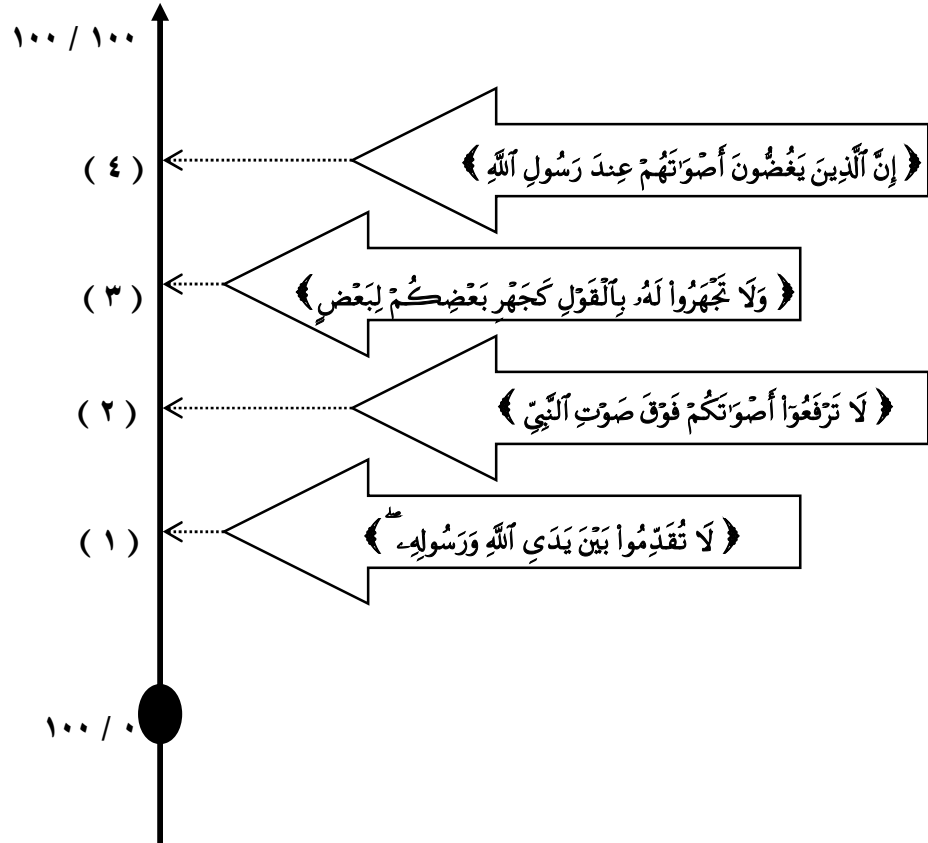 ١٠٠ / ١٠٠
﴿ إِنَّ ٱلَّذِينَ يَغُضُّونَ أَصۡوَٰتَهُمۡ عِندَ رَسُولِ ٱللَّهِ ﴾
( ٤ )
﴿ وَلَا تَجۡهَرُواْ لَهُۥ بِٱلۡقَوۡلِ كَجَهۡرِ بَعۡضِكُمۡ لِبَعۡضٍ ﴾
( ٣ )
﴿ لَا تَرۡفَعُوٓاْ أَصۡوَٰتَكُمۡ فَوۡقَ صَوۡتِ ٱلنَّبِيِّ ﴾
( ٢ )
﴿ لَا تُقَدِّمُواْ بَيۡنَ يَدَيِ ٱللَّهِ وَرَسُولِهِۦۖ ﴾
( ١ )
٠ / ١٠٠